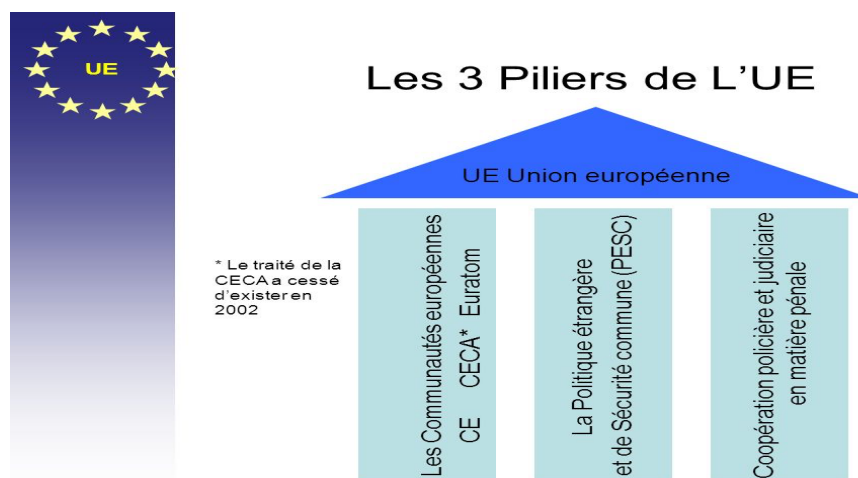 UE
Les 3 Piliers de L'UE
UE Union européenne
* Le traité de la
CECA a cessé
d'exister en
2002
Les Communautés européennes
CE CECA* Euratom
La Politique étrangère
et de Sécurité commune (PESC)
Coopération policière et judiciaire
en matière pénale